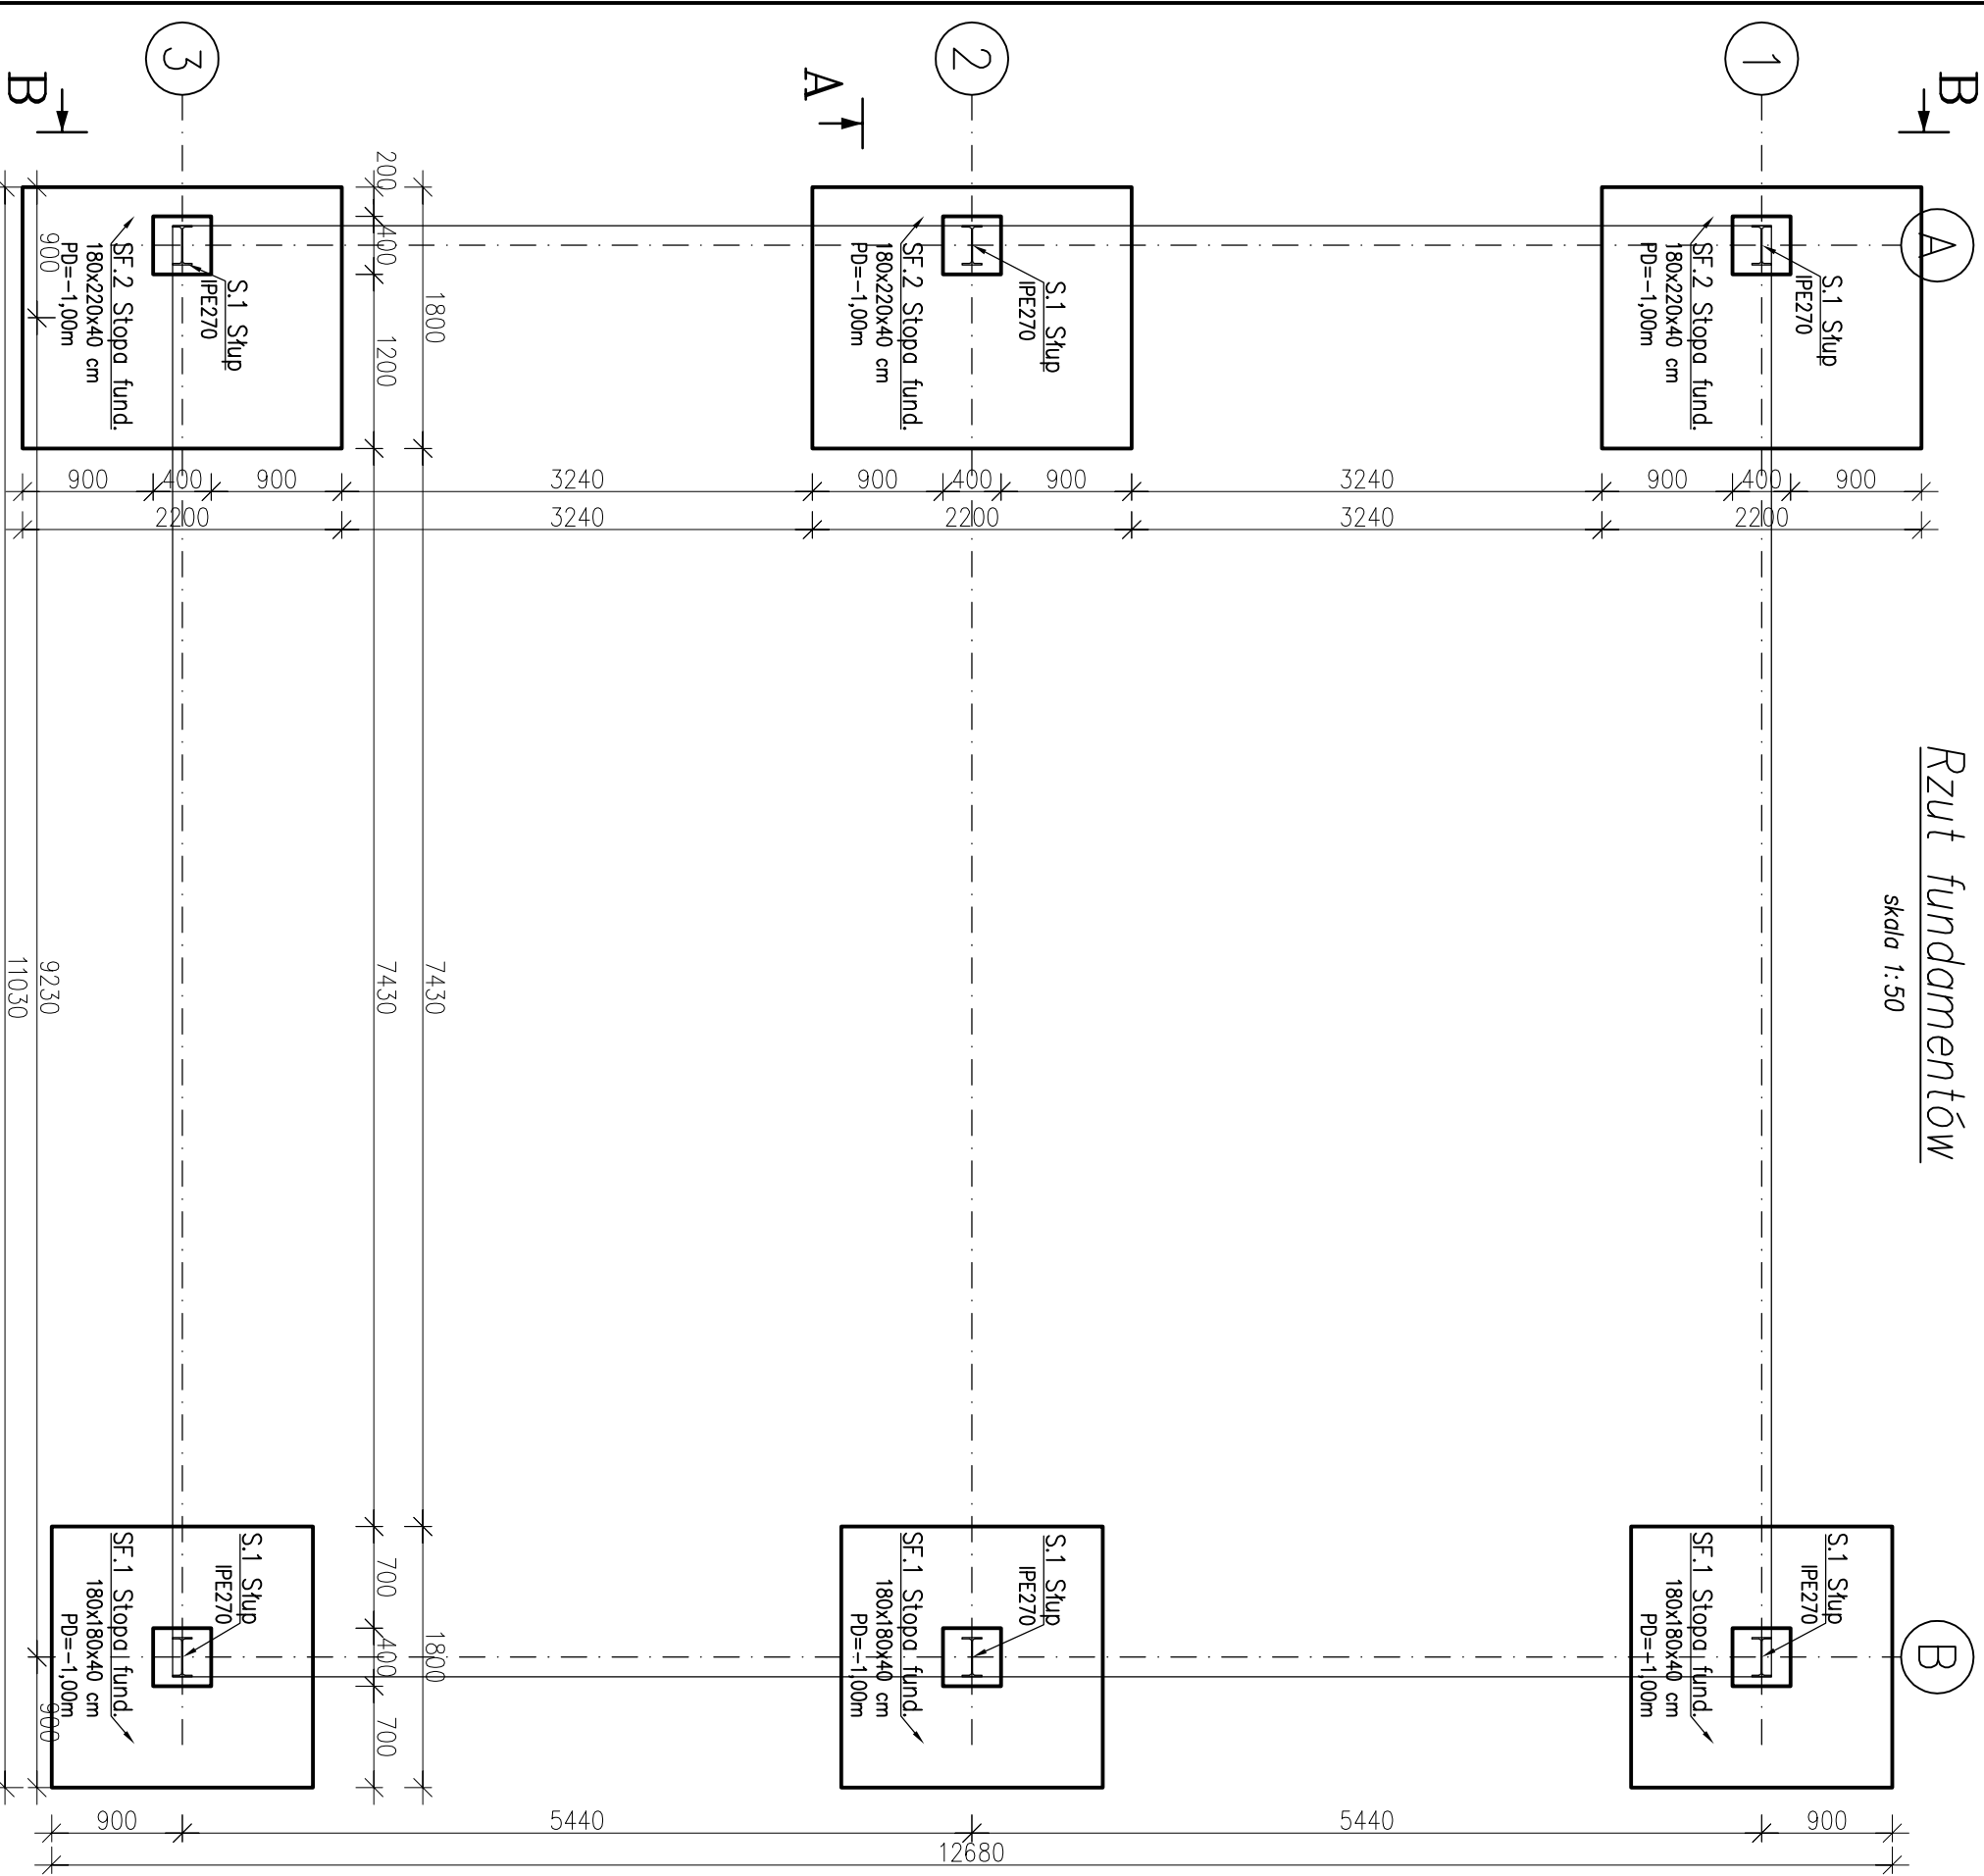 Rzut fundamentów
skala 1:50
3
2
1
B
A
B
A
B
S.1 Słup
IPE270
SF.2 Stopa fund.
180x220x40 cm
PD=-1,00m
S.1 Słup
IPE270
SF.2 Stopa fund.
180x220x40 cm
PD=-1,00m
S.1 Słup
IPE270
SF.2 Stopa fund.
180x220x40 cm
PD=-1,00m
200
400
1200
1800
900
900
400
900
3240
900
400
900
3240
900
400
900
2200
3240
2200
3240
2200
7430
7430
9230
11030
S.1 Słup
IPE270
SF.1 Stopa fund.
180x180x40 cm
PD=-1,00m
S.1 Słup
IPE270
SF.1 Stopa fund.
180x180x40 cm
PD=-1,00m
S.1 Słup
IPE270
SF.1 Stopa fund.
180x180x40 cm
PD=-1,00m
700
400
700
1800
900
900
5440
5440
900
12680